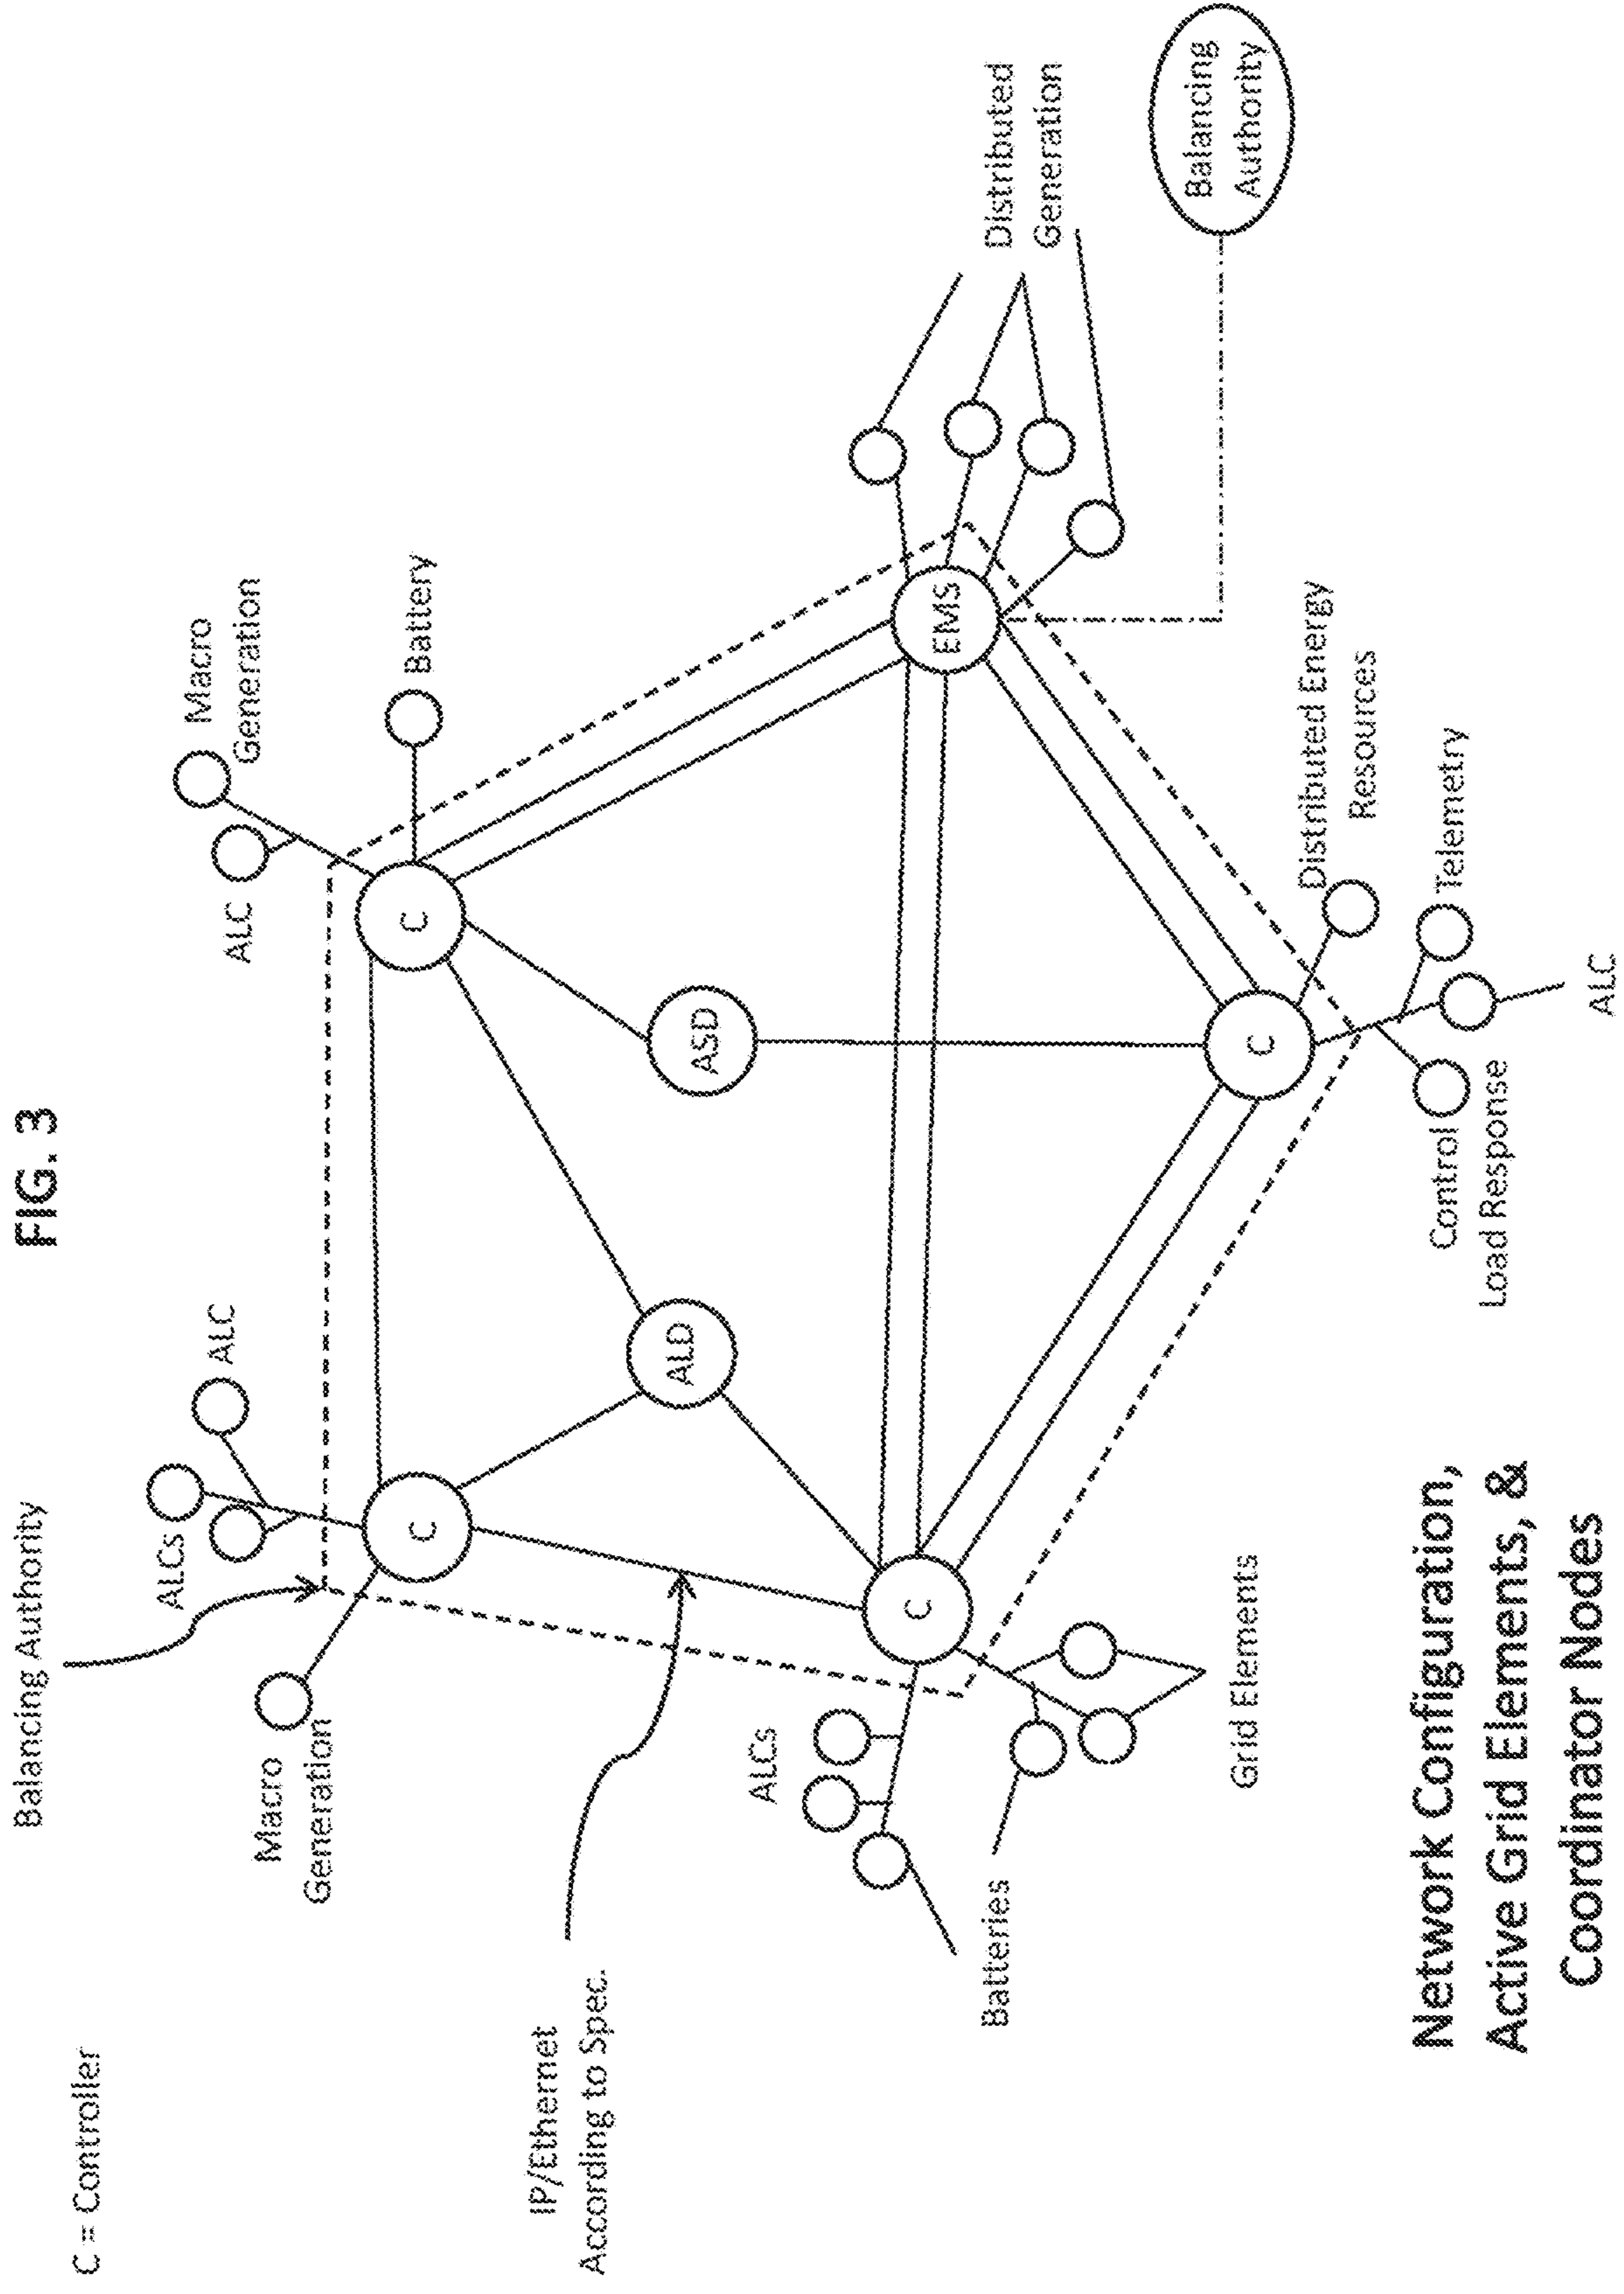 FIG. 3
C = Controller
Balancing Authority
ALCs
ALC
Macro
Generation
C
ALC
Macro
Generation
C
Battery
IP/Ethernet
According to Spec.
ALD
ASD
ALCs
Batteries
C
EMS
Distributed
Generation
Grid Elements
C
Balancing
Authority
Distributed Energy
Resources
Telemetry
Control
Load Response
ALC
Network Configuration,
Active Grid Elements, &
Coordinator Nodes